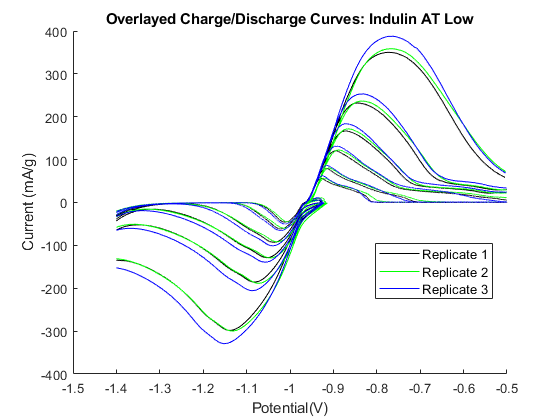 Overlayed Charge/Discharge Curves: Indulin AT Low
400
300
200
100
0
-100
-200
-300
-400
Current (mA/g)
-1.5 -1.4 -1.3 -1.2 -1.1 -1 -0.9 -0.8 -0.7 -0.6 -0.5
Potential(V)
Replicate 1
Replicate 2
Replicate 3